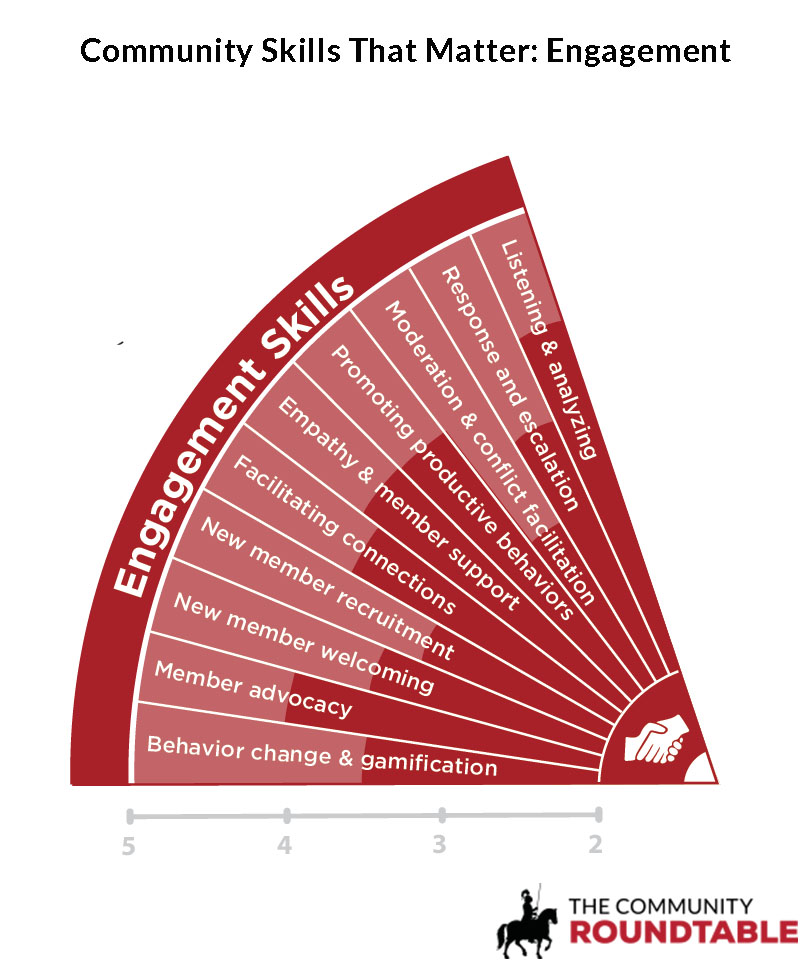 Community Skills That Matter: Engagement
Engagement Skills
Listening & analyzing
Response and escalation
Moderation & conflict facilitation
Promoting productive behaviors
Empathy & member support
Facilitating connections
New member recruitment
New member welcoming
Member advocacy
Behavior change & gamification
5 4 3 2
THE COMMUNITY
ROUNDTABLE